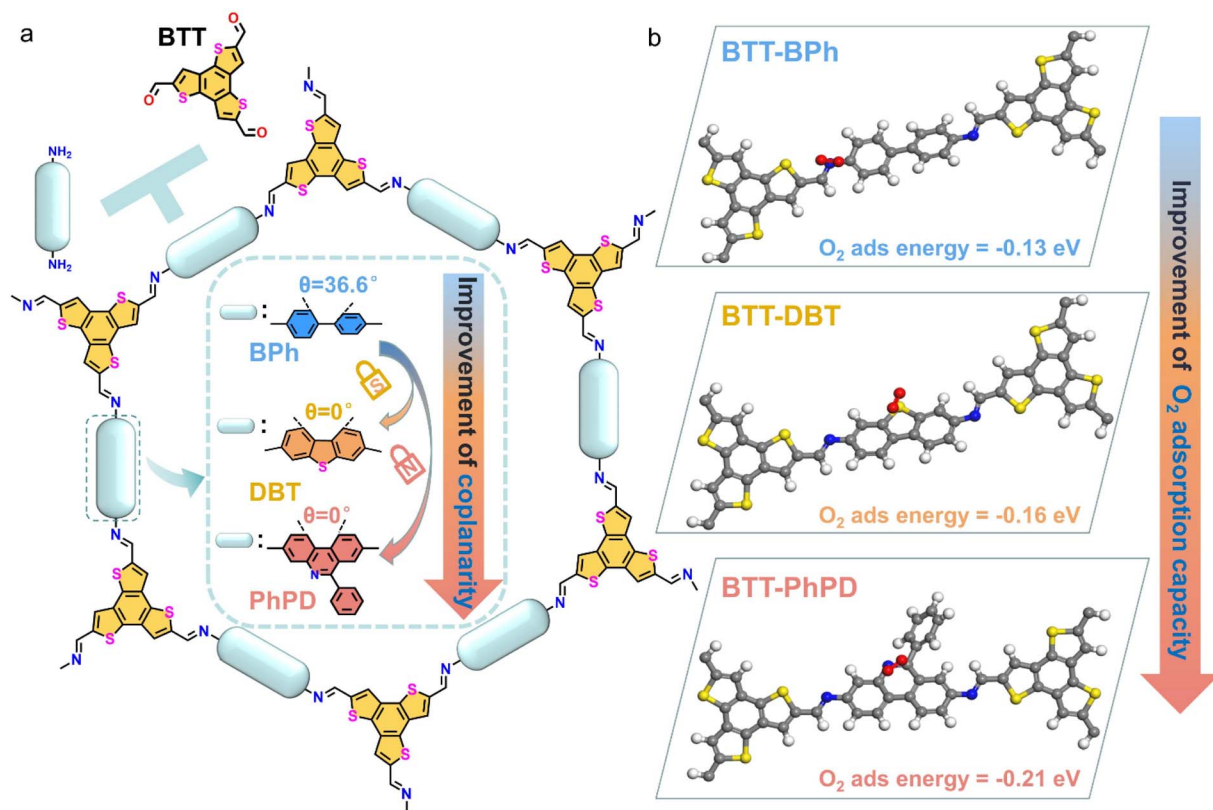 a
BTT
O
O
O
S
S
S
NH₂
NH₂
N
S
θ=36.6°
BPh
S
θ=0°
S
DBT
N
θ=0°
N
PhPD
Improvement of coplanarity
b
BTT-BPh
O₂ ads energy = -0.13 eV
BTT-DBT
O₂ ads energy = -0.16 eV
BTT-PhPD
O₂ ads energy = -0.21 eV
Improvement of O₂ adsorption capacity